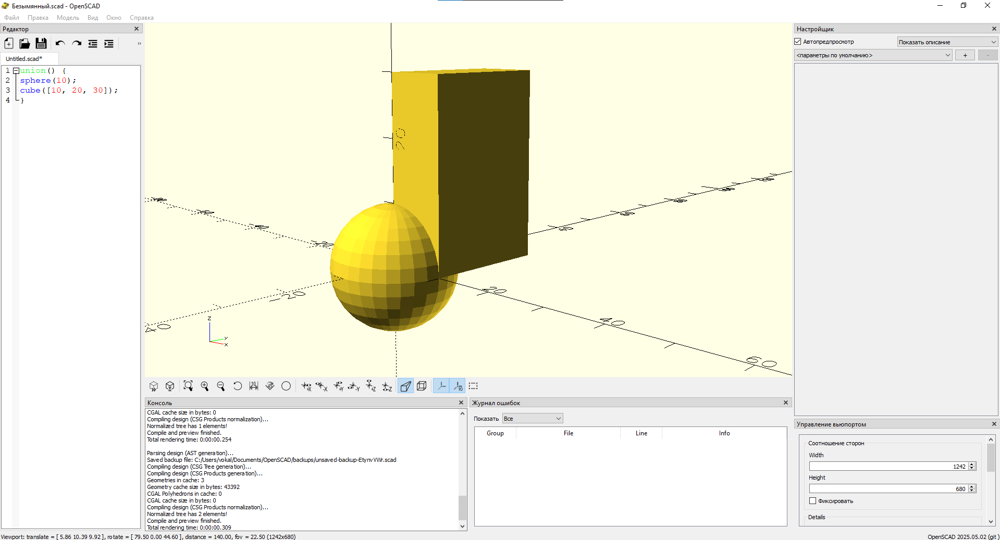 Безымянный.scad - OpenSCAD
Файл Правка Модель Вид Окно Справка
Редактор
Untitled.scad*
1 union() {
2 sphere(10);
3 cube([10, 20, 30]);
4 }
20
20
40
60
-20
40
z
y
x
Консоль
CGAL cache size in bytes: 0
Compiling design (CSG Products normalization)...
Normalized tree has 1 elements!
Compile and preview finished.
Total rendering time: 0:00:00.254
Parsing design (AST generation)...
Saved backup file: C:/Users/vokal/Documents/OpenSCAD/backups/unsaved-backup-EtynvVWr.scad
Compiling design (CSG Tree generation)...
Compiling design (CSG Products generation)...
Geometries in cache: 3
Geometry cache size in bytes: 43392
CGAL Polyhedrons in cache: 0
CGAL cache size in bytes: 0
Compiling design (CSG Products normalization)...
Normalized tree has 2 elements!
Compile and preview finished.
Total rendering time: 0:00:00.309
Журнал ошибок
Показать Все
Group File Line Info
Настройщик
Автопредпросмотр Показать описание
<параметры по умолчанию> + -
Управление вьюпортом
Соотношение сторон
Width
1242
Height
680
Фиксировать
Details
Viewport: translate = [ 5.86 10.39 9.92 ], rotate = [ 79.50 0.00 44.60 ], distance = 140.00, fov = 22.50 (1242x680)
OpenSCAD 2025.05.02 (git )